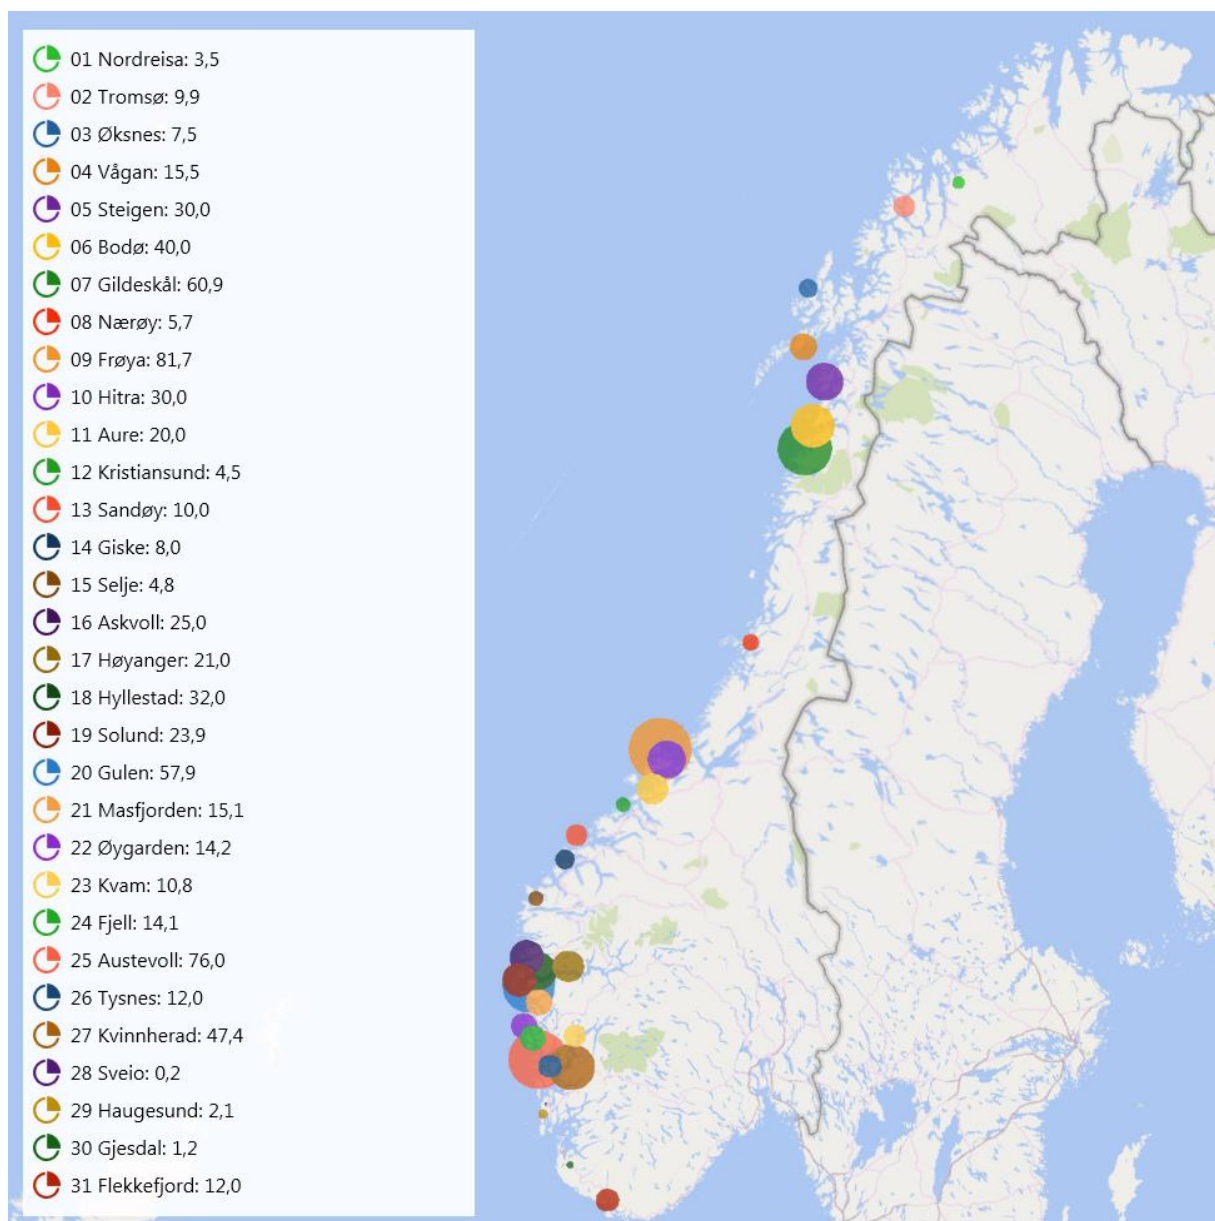 01 Nordreisa: 3,5
02 Tromsø: 9,9
03 Øksnes: 7,5
04 Vågan: 15,5
05 Steigen: 30,0
06 Bodø: 40,0
07 Gildeskål: 60,9
08 Nærøy: 5,7
09 Frøya: 81,7
10 Hitra: 30,0
11 Aure: 20,0
12 Kristiansund: 4,5
13 Sandøy: 10,0
14 Giske: 8,0
15 Selje: 4,8
16 Askvoll: 25,0
17 Høyanger: 21,0
18 Hyllestad: 32,0
19 Solund: 23,9
20 Gulen: 57,9
21 Masfjorden: 15,1
22 Øygarden: 14,2
23 Kvam: 10,8
24 Fjell: 14,1
25 Austevoll: 76,0
26 Tysnes: 12,0
27 Kvinnherad: 47,4
28 Sveio: 0,2
29 Haugesund: 2,1
30 Gjesdal: 1,2
31 Flekkefjord: 12,0